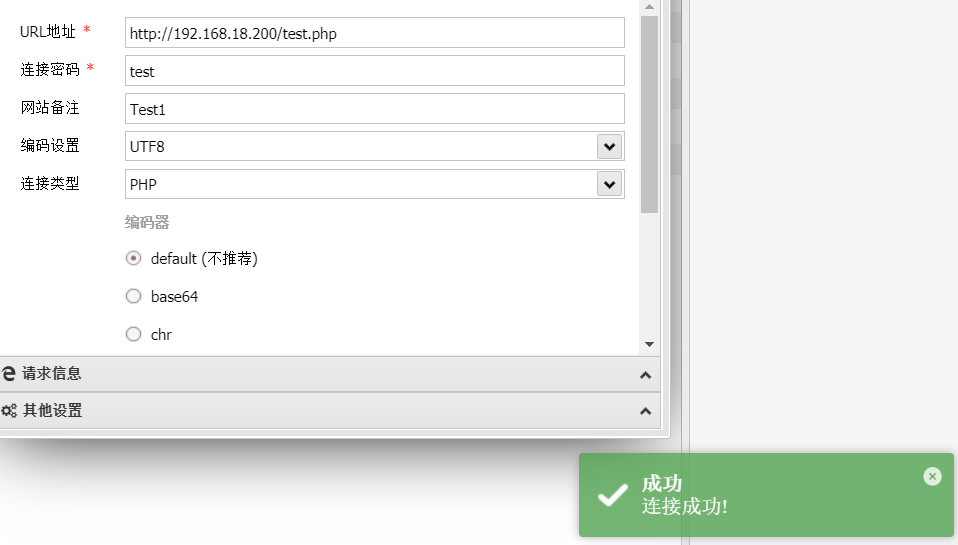 URL地址 *
http://192.168.18.200/test.php
连接密码 *
test
网站备注
Test1
编码设置
UTF8
连接类型
PHP
编码器
default (不推荐)
base64
chr
请求信息
其他设置
成功
连接成功!